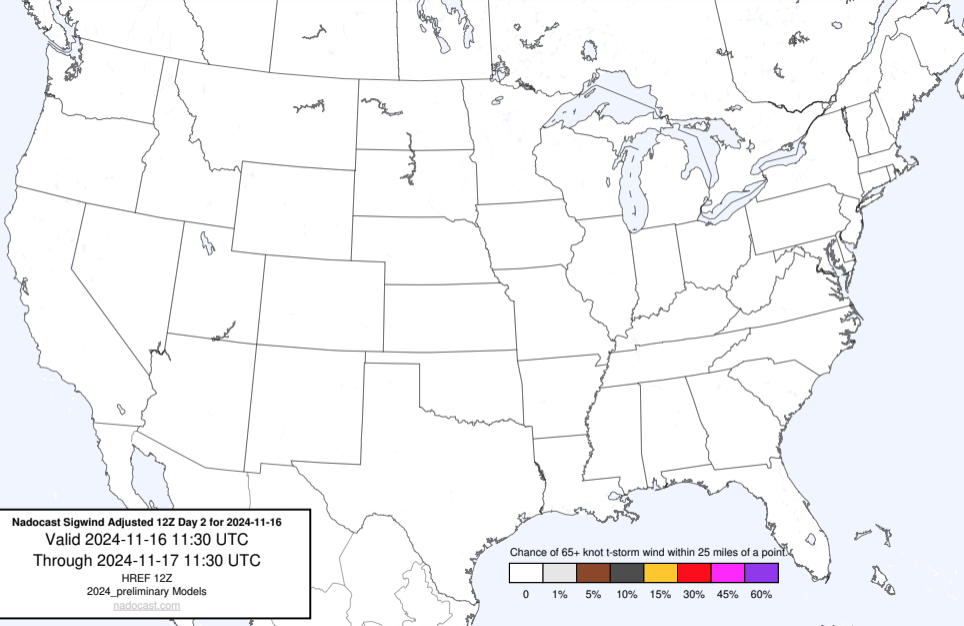 Nadocast Sigwind Adjusted 12Z Day 2 for 2024-11-16
Valid 2024-11-16 11:30 UTC
Through 2024-11-17 11:30 UTC
HREF 12Z
2024_preliminary Models
nadocast.com
Chance of 65+ knot t-storm wind within 25 miles of a point.
0 1% 5% 10% 15% 30% 45% 60%